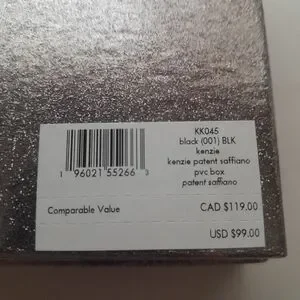 KK045
black (001) BLK
kenzie
kenzie patent saffiano
pvc box
patent saffiano
1 96021 55266 3
Comparable Value
CAD $119.00
USD $99.00